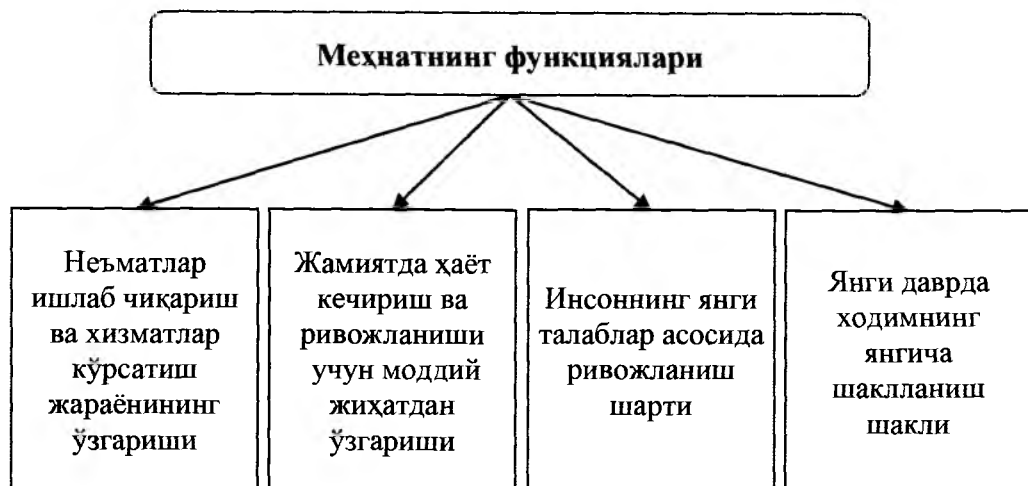 Меҳнатнинг функциялари
Неъматлар
ишлаб чиқариш
ва хизматлар
кўрсатиш
жараёнининг
ўзгариши
Жамиятда ҳаёт
кечириш ва
ривожланиши
учун моддий
жиҳатдан
ўзгариши
Инсоннинг янги
талаблар асосида
ривожланиш
шарти
Янги даврда
ходимнинг
янгича
шаклланиш
шакли